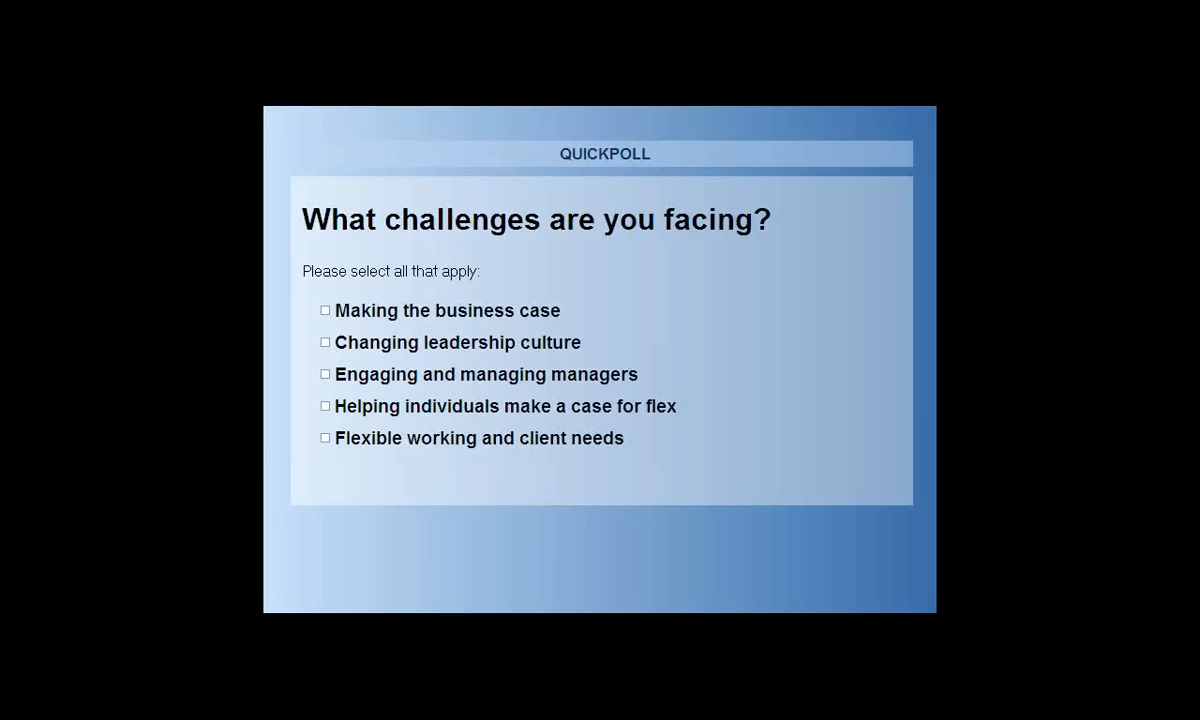 QUICKPOLL
What challenges are you facing?
Please select all that apply:
Making the business case
Changing leadership culture
Engaging and managing managers
Helping individuals make a case for flex
Flexible working and client needs